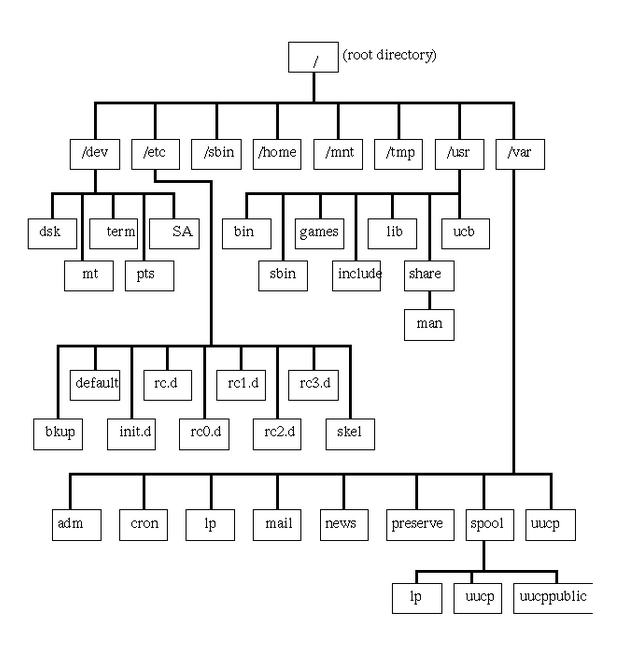 / (root directory)
/dev /etc /sbin /home /mnt /tmp /usr /var
dsk term SA bin games lib ucb
mt pts sbin include share
man
default rc.d rc1.d rc3.d
bkup init.d rc0.d rc2.d skel
adm cron lp mail news preserve spool uucp
lp uucp uucppublic